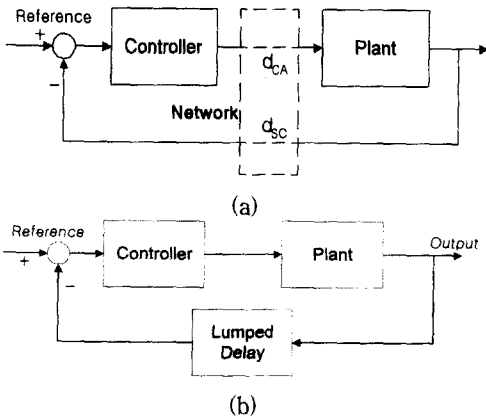 Reference
+
Controller
Plant
d_CA
−
Network
d_SC
(a)
Reference
Output
+
Controller
Plant
−
Lumped
Delay
(b)